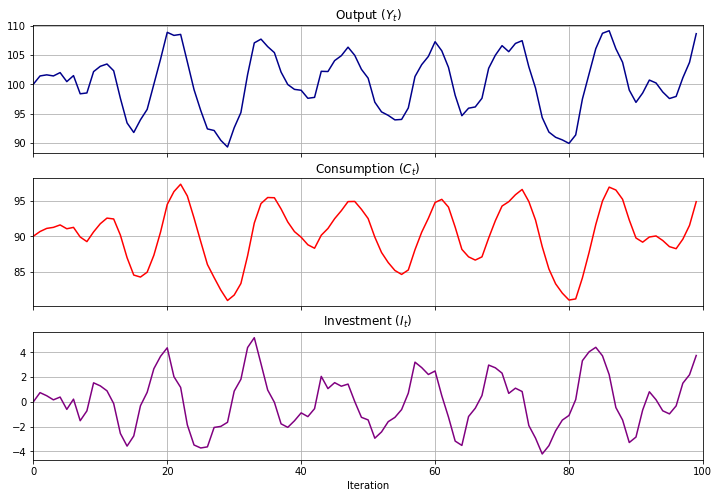 Output (Y_t)
110
105
100
95
90
Consumption (C_t)
95
90
85
Investment (I_t)
4
2
0
−2
−4
0 20 40 60 80 100
Iteration